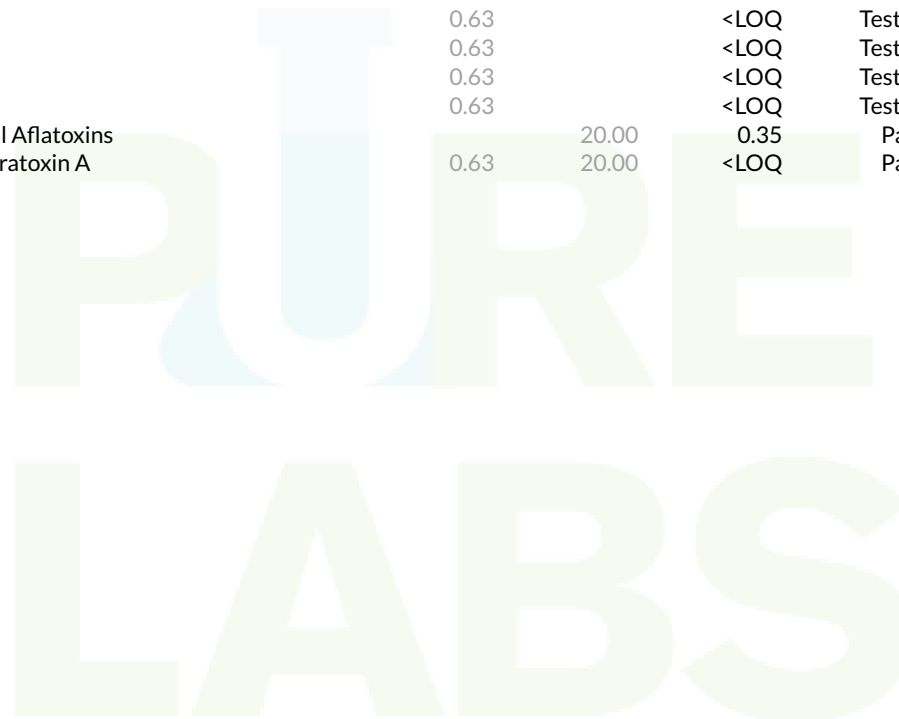 0.63 <LOQ Test
0.63 <LOQ Test
0.63 <LOQ Test
0.63 <LOQ Test
l Aflatoxins 20.00 0.35 Pa
ratoxin A 0.63 20.00 <LOQ Pa
PURE
LABS